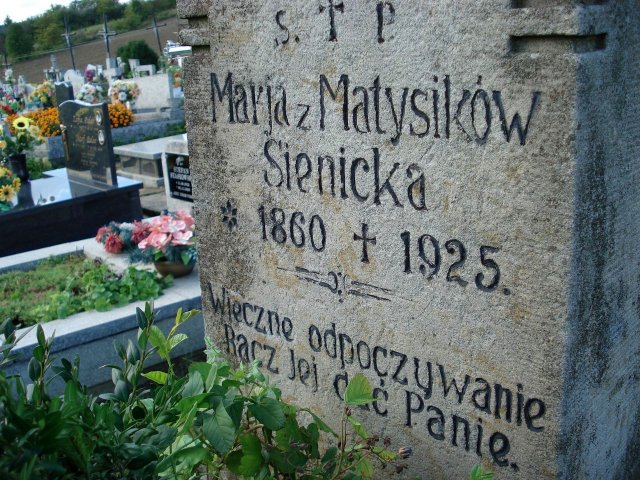 Ś. † P
Marja z Matysików
Sienicka
* 1860 † 1925.
Wieczne odpoczywanie
Racz Jej dać Panie.